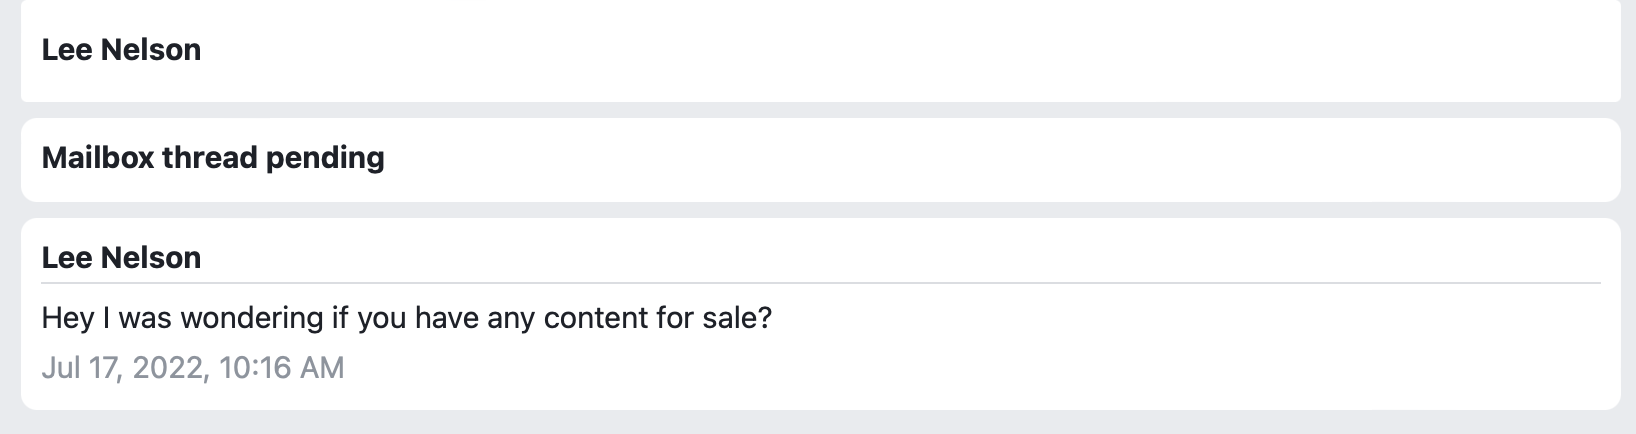 Lee Nelson
Mailbox thread pending
Lee Nelson
Hey I was wondering if you have any content for sale?
Jul 17, 2022, 10:16 AM